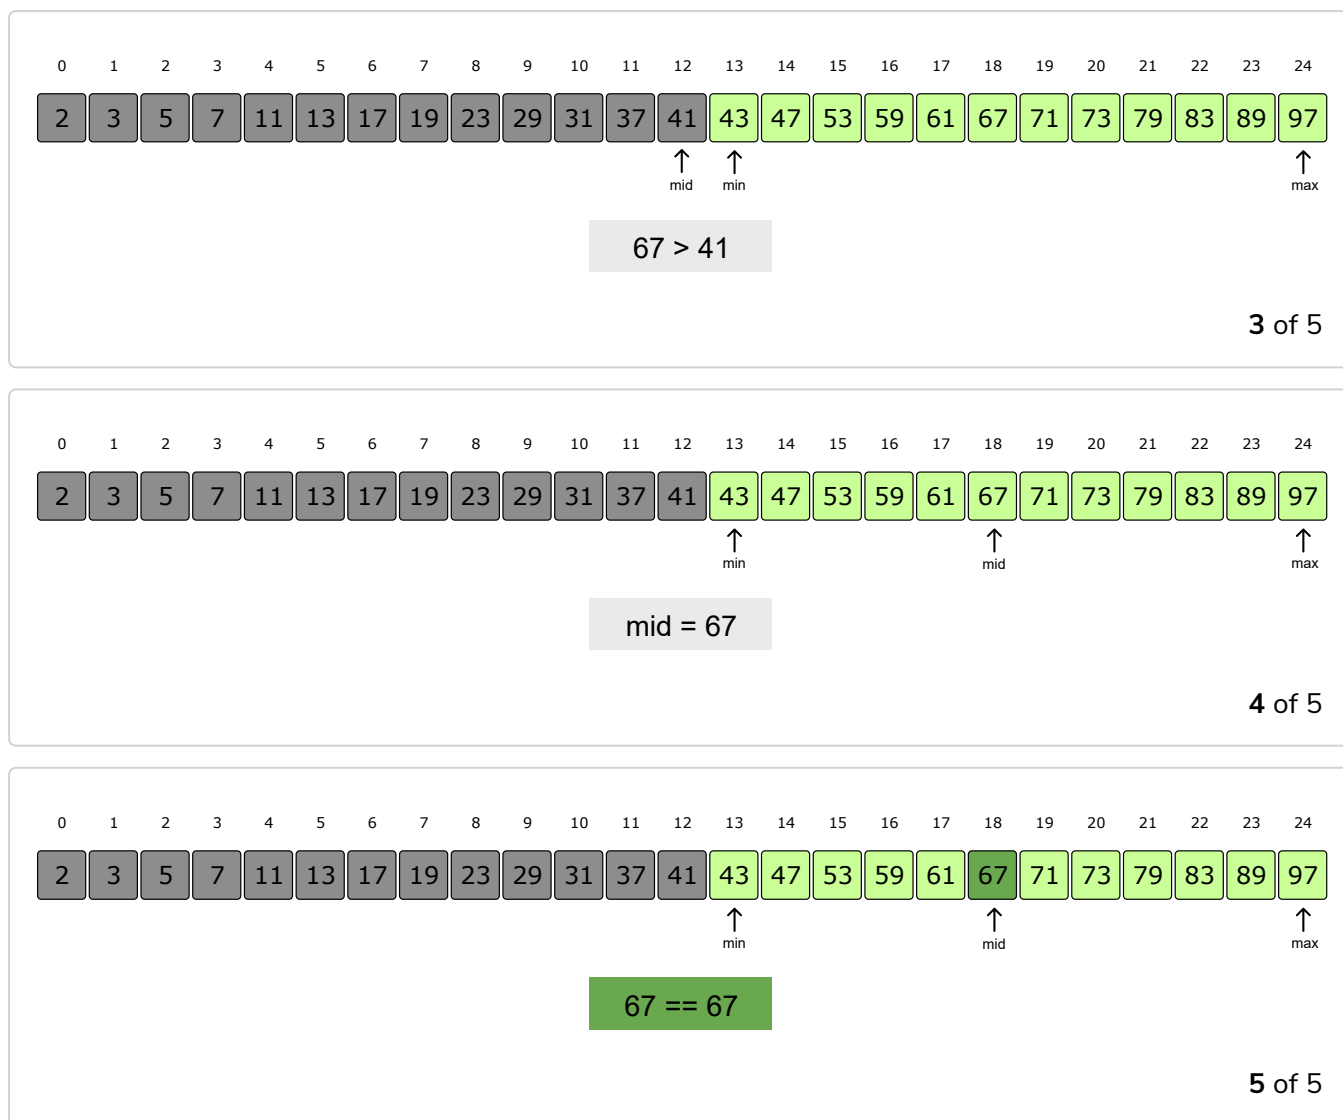 0 1 2 3 4 5 6 7 8 9 10 11 12 13 14 15 16 17 18 19 20 21 22 23 24
2 3 5 7 11 13 17 19 23 29 31 37 41 43 47 53 59 61 67 71 73 79 83 89 97
mid min max
67 > 41
3 of 5
0 1 2 3 4 5 6 7 8 9 10 11 12 13 14 15 16 17 18 19 20 21 22 23 24
2 3 5 7 11 13 17 19 23 29 31 37 41 43 47 53 59 61 67 71 73 79 83 89 97
min mid max
mid = 67
4 of 5
0 1 2 3 4 5 6 7 8 9 10 11 12 13 14 15 16 17 18 19 20 21 22 23 24
2 3 5 7 11 13 17 19 23 29 31 37 41 43 47 53 59 61 67 71 73 79 83 89 97
min mid max
67 == 67
5 of 5